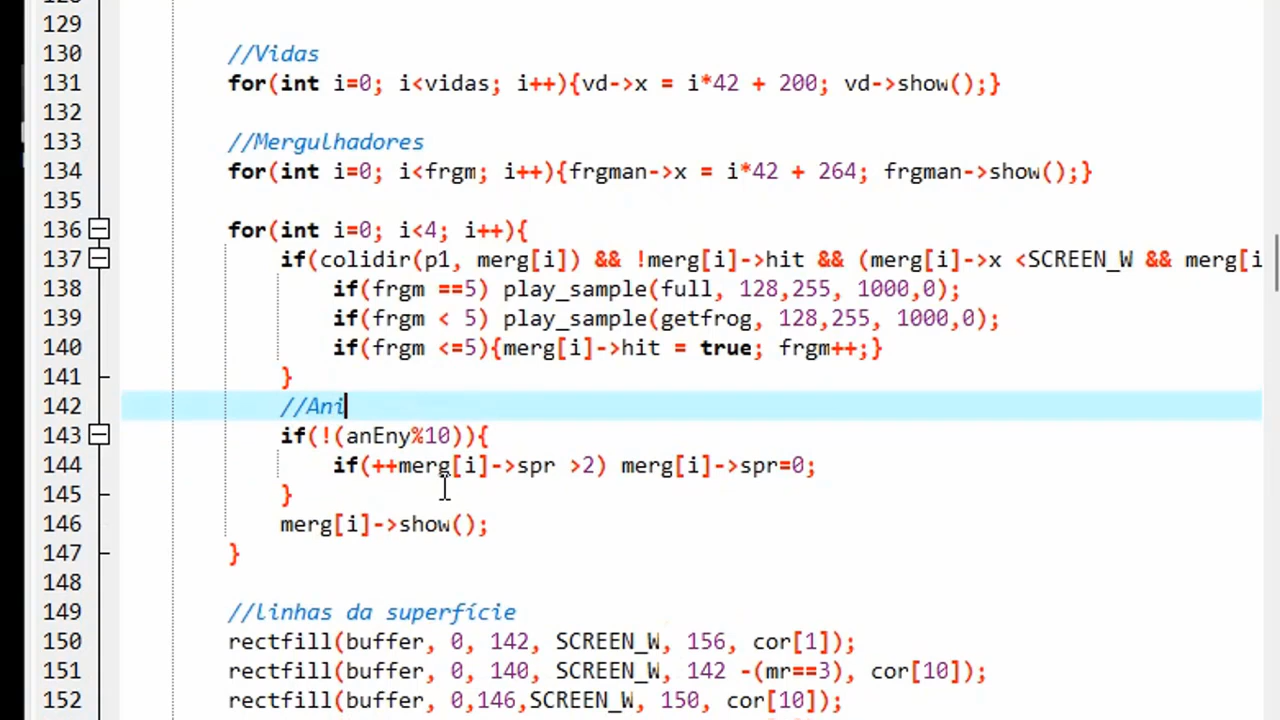 129
130 //Vidas
131 for(int i=0; i<vidas; i++){vd->x = i*42 + 200; vd->show();}
132
133 //Mergulhadores
134 for(int i=0; i<frgm; i++){frgman->x = i*42 + 264; frgman->show();}
135
136 for(int i=0; i<4; i++){
137 if(colidir(p1, merg[i]) && !merg[i]->hit && (merg[i]->x <SCREEN_W && merg[i
138 if(frgm ==5) play_sample(full, 128,255, 1000,0);
139 if(frgm < 5) play_sample(getfrog, 128,255, 1000,0);
140 if(frgm <=5){merg[i]->hit = true; frgm++;}
141 }
142 //Ani
143 if(!(anEny%10)){
144 if(++merg[i]->spr >2) merg[i]->spr=0;
145 }
146 merg[i]->show();
147 }
148
149 //linhas da superfície
150 rectfill(buffer, 0, 142, SCREEN_W, 156, cor[1]);
151 rectfill(buffer, 0, 140, SCREEN_W, 142 -(mr==3), cor[10]);
152 rectfill(buffer, 0,146,SCREEN_W, 150, cor[10]);